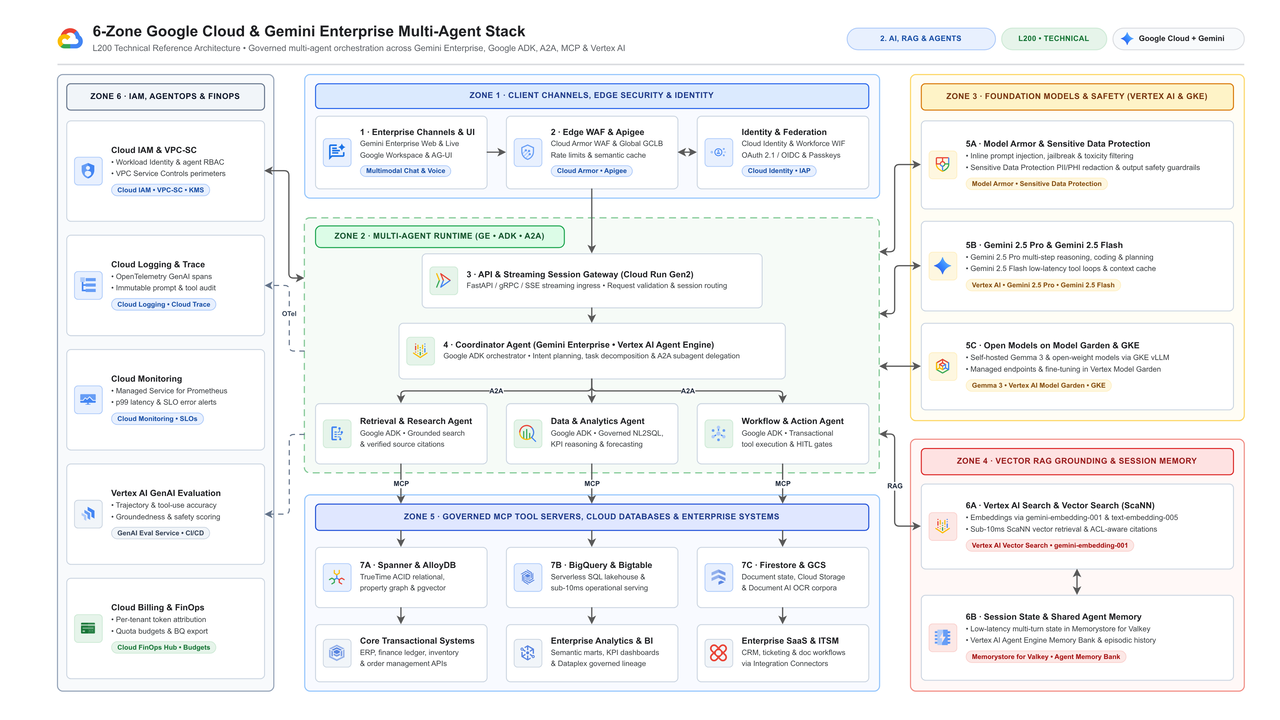 6-Zone Google Cloud & Gemini Enterprise Multi-Agent Stack
L200 Technical Reference Architecture • Governed multi-agent orchestration across Gemini Enterprise, Google ADK, A2A, MCP & Vertex AI
2. AI, RAG & AGENTS
L200 • TECHNICAL
Google Cloud + Gemini
ZONE 6 · IAM, AGENTOPS & FINOPS
Cloud IAM & VPC-SC
• Workload Identity & agent RBAC
• VPC Service Controls perimeters
Cloud IAM • VPC-SC • KMS
Cloud Logging & Trace
• OpenTelemetry GenAI spans
• Immutable prompt & tool audit
Cloud Logging • Cloud Trace
Cloud Monitoring
• Managed Service for Prometheus
• p99 latency & SLO error alerts
Cloud Monitoring • SLOs
Vertex AI GenAI Evaluation
• Trajectory & tool-use accuracy
• Groundedness & safety scoring
GenAI Eval Service • CI/CD
Cloud Billing & FinOps
• Per-tenant token attribution
• Quota budgets & BQ export
Cloud FinOps Hub • Budgets
OTel
ZONE 1 · CLIENT CHANNELS, EDGE SECURITY & IDENTITY
1 · Enterprise Channels & UI
Gemini Enterprise Web & Live
Google Workspace & AG-UI
Multimodal Chat & Voice
2 · Edge WAF & Apigee
Cloud Armor WAF & Global GCLB
Rate limits & semantic cache
Cloud Armor • Apigee
Identity & Federation
Cloud Identity & Workforce WIF
OAuth 2.1 / OIDC & Passkeys
Cloud Identity • IAP
ZONE 2 · MULTI-AGENT RUNTIME (GE • ADK • A2A)
3 · API & Streaming Session Gateway (Cloud Run Gen2)
FastAPI / gRPC / SSE streaming ingress • Request validation & session routing
4 · Coordinator Agent (Gemini Enterprise • Vertex AI Agent Engine)
Google ADK orchestrator • Intent planning, task decomposition & A2A subagent delegation
A2A
A2A
Retrieval & Research Agent
Google ADK • Grounded search
& verified source citations
Data & Analytics Agent
Google ADK • Governed NL2SQL,
KPI reasoning & forecasting
Workflow & Action Agent
Google ADK • Transactional
tool execution & HITL gates
MCP
MCP
MCP
ZONE 5 · GOVERNED MCP TOOL SERVERS, CLOUD DATABASES & ENTERPRISE SYSTEMS
7A · Spanner & AlloyDB
TrueTime ACID relational,
property graph & pgvector
7B · BigQuery & Bigtable
Serverless SQL lakehouse &
sub-10ms operational serving
7C · Firestore & GCS
Document state, Cloud Storage
& Document AI OCR corpora
Core Transactional Systems
ERP, finance ledger, inventory
& order management APIs
Enterprise Analytics & BI
Semantic marts, KPI dashboards
& Dataplex governed lineage
Enterprise SaaS & ITSM
CRM, ticketing & doc workflows
via Integration Connectors
ZONE 3 · FOUNDATION MODELS & SAFETY (VERTEX AI & GKE)
5A · Model Armor & Sensitive Data Protection
• Inline prompt injection, jailbreak & toxicity filtering
• Sensitive Data Protection PII/PHI redaction & output safety guardrails
Model Armor • Sensitive Data Protection
5B · Gemini 2.5 Pro & Gemini 2.5 Flash
• Gemini 2.5 Pro multi-step reasoning, coding & planning
• Gemini 2.5 Flash low-latency tool loops & context cache
Vertex AI • Gemini 2.5 Pro • Gemini 2.5 Flash
5C · Open Models on Model Garden & GKE
• Self-hosted Gemma 3 & open-weight models via GKE vLLM
• Managed endpoints & fine-tuning in Vertex Model Garden
Gemma 3 • Vertex AI Model Garden • GKE
RAG
ZONE 4 · VECTOR RAG GROUNDING & SESSION MEMORY
6A · Vertex AI Search & Vector Search (ScaNN)
• Embeddings via gemini-embedding-001 & text-embedding-005
• Sub-10ms ScaNN vector retrieval & ACL-aware citations
Vertex AI Vector Search • gemini-embedding-001
6B · Session State & Shared Agent Memory
• Low-latency multi-turn state in Memorystore for Valkey
• Vertex AI Agent Engine Memory Bank & episodic history
Memorystore for Valkey • Agent Memory Bank